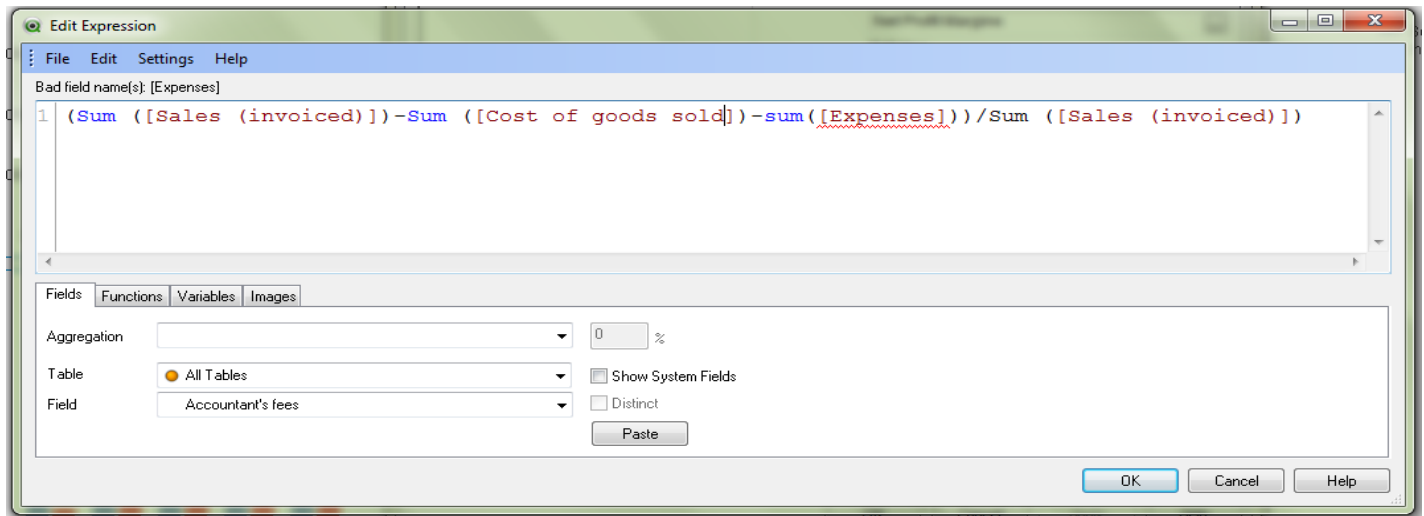 Edit Expression
File Edit Settings Help
Bad field name(s): [Expenses]
1 (Sum ([Sales (invoiced)])-Sum ([Cost of goods sold])-sum([Expenses]))/Sum ([Sales (invoiced)])
Fields Functions Variables Images
Aggregation 0 %
Table All Tables Show System Fields
Field Accountant's fees Distinct
Paste
OK Cancel Help